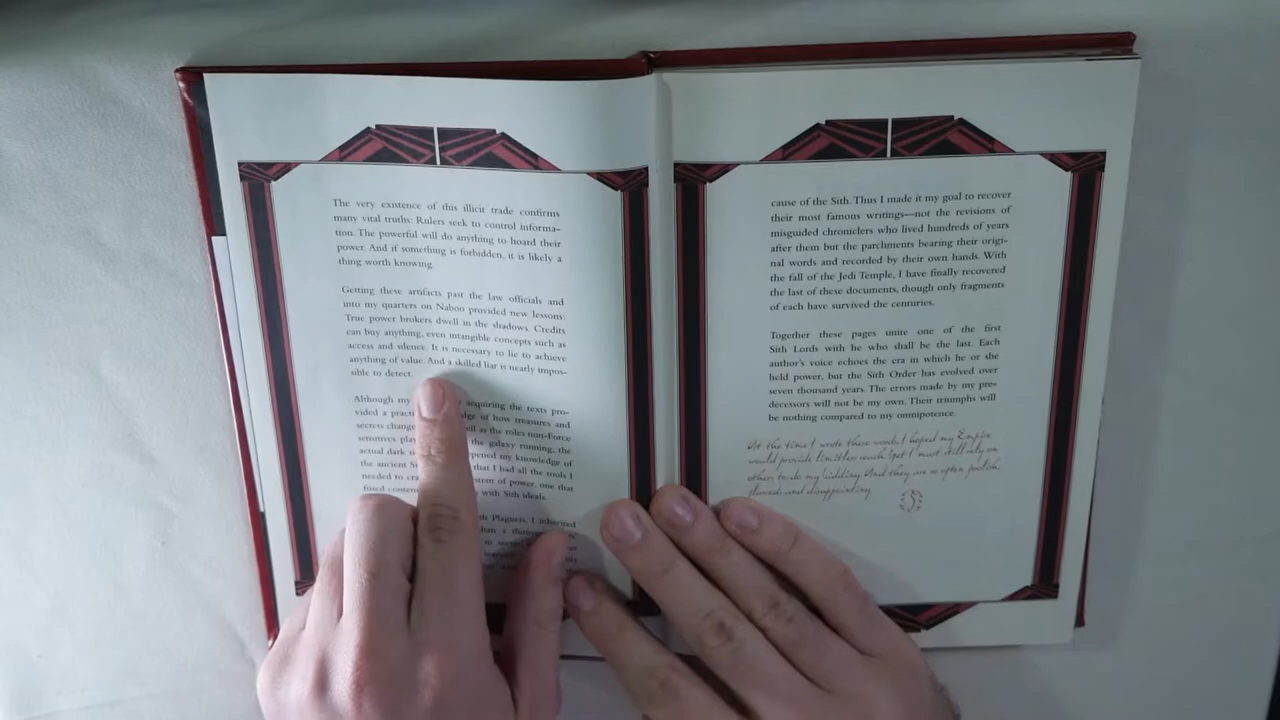 The very existence of this illicit trade confirms
many vital truths: Rulers seek to control informa-
tion. The powerful will do anything to hoard their
power. And if something is forbidden, it is likely a
thing worth knowing.
Getting these artifacts past the law officials and
into my quarters on Naboo provided new lessons:
True power brokers dwell in the shadows. Credits
can buy anything, even intangible concepts such as
access and silence. It is necessary to lie to achieve
anything of value. And a skilled liar is nearly impos-
sible to detect.
Although my acquiring the texts pro-
vided a of how treasures and
secrets as the roles non-Force
sensitives the galaxy running, the
actual dark my knowledge of
the ancient that I had all the tools I
needed to of power, one that
with Sith ideals.
Plagueis, I inherited
cause of the Sith. Thus I made it my goal to recover
their most famous writings—not the revisions of
misguided chroniclers who lived hundreds of years
after them but the parchments bearing their origi-
nal words and recorded by their own hands. With
the fall of the Jedi Temple, I have finally recovered
the last of these documents, though only fragments
of each have survived the centuries.
Together these pages unite one of the first
Sith Lords with he who shall be the last. Each
author's voice echoes the era in which he or she
held power, but the Sith Order has evolved over
seven thousand years. The errors made by my pre-
decessors will not be my own. Their triumphs will
be nothing compared to my omnipotence.
At the time I wrote these words, I hoped my Empire
would provide limitless reach. Yet I must still rely on
others to do my bidding. And they are so often foolish,
slow, and disappointing.